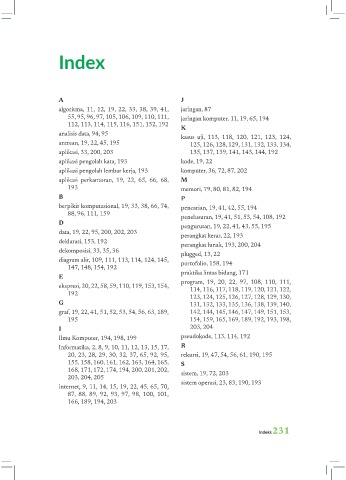 Index
A
algoritma, 11, 12, 19, 22, 33, 38, 39, 41,
55, 95, 96, 97, 105, 106, 109, 110, 111,
112, 113, 114, 115, 116, 151, 152, 192
analisis data, 94, 95
antrean, 19, 22, 45, 195
aplikasi, 33, 200, 203
aplikasi pengolah kata, 193
aplikasi pengolah lembar kerja, 193
aplikasi perkantoran, 19, 22, 65, 66, 68,
193
B
berpikir komputasional, 19, 33, 38, 66, 74,
88, 96, 111, 159
D
data, 19, 22, 95, 200, 202, 203
deklarasi, 153, 192
dekomposisi, 33, 35, 36
diagram alir, 109, 111, 113, 114, 124, 145,
147, 148, 154, 192
E
ekspresi, 20, 22, 58, 59, 110, 119, 153, 154,
192
G
graf, 19, 22, 41, 51, 52, 53, 54, 56, 63, 189,
195
I
Ilmu Komputer, 194, 198, 199
Informatika, 2, 8, 9, 10, 11, 12, 13, 15, 17,
20, 23, 28, 29, 30, 32, 37, 65, 92, 95,
155, 158, 160, 161, 162, 163, 164, 165,
168, 171, 172, 174, 194, 200, 201, 202,
203, 204, 205
internet, 9, 11, 14, 15, 19, 22, 45, 65, 70,
87, 88, 89, 92, 93, 97, 98, 100, 101,
166, 189, 194, 203
J
jaringan, 87
jaringan komputer, 11, 19, 65, 194
K
kasus uji, 113, 118, 120, 121, 123, 124,
125, 126, 128, 129, 131, 132, 133, 134,
135, 137, 139, 141, 143, 144, 192
kode, 19, 22
komputer, 36, 72, 87, 202
M
memori, 79, 80, 81, 82, 194
P
pencarian, 19, 41, 42, 55, 194
penelusuran, 19, 41, 51, 53, 54, 108, 192
pengurutan, 19, 22, 41, 43, 55, 195
perangkat keras, 22, 193
perangkat lunak, 193, 200, 204
plugged, 13, 22
portofolio, 158, 194
praktika lintas bidang, 171
program, 19, 20, 22, 97, 108, 110, 111,
114, 116, 117, 118, 119, 120, 121, 122,
123, 124, 125, 126, 127, 128, 129, 130,
131, 132, 133, 135, 136, 138, 139, 140,
142, 144, 145, 146, 147, 149, 151, 153,
154, 159, 165, 169, 189, 192, 193, 198,
203, 204
pseudokode, 113, 114, 192
R
rekursi, 19, 47, 54, 56, 61, 190, 195
S
sistem, 19, 72, 203
sistem operasi, 23, 83, 190, 193
Indeks 231